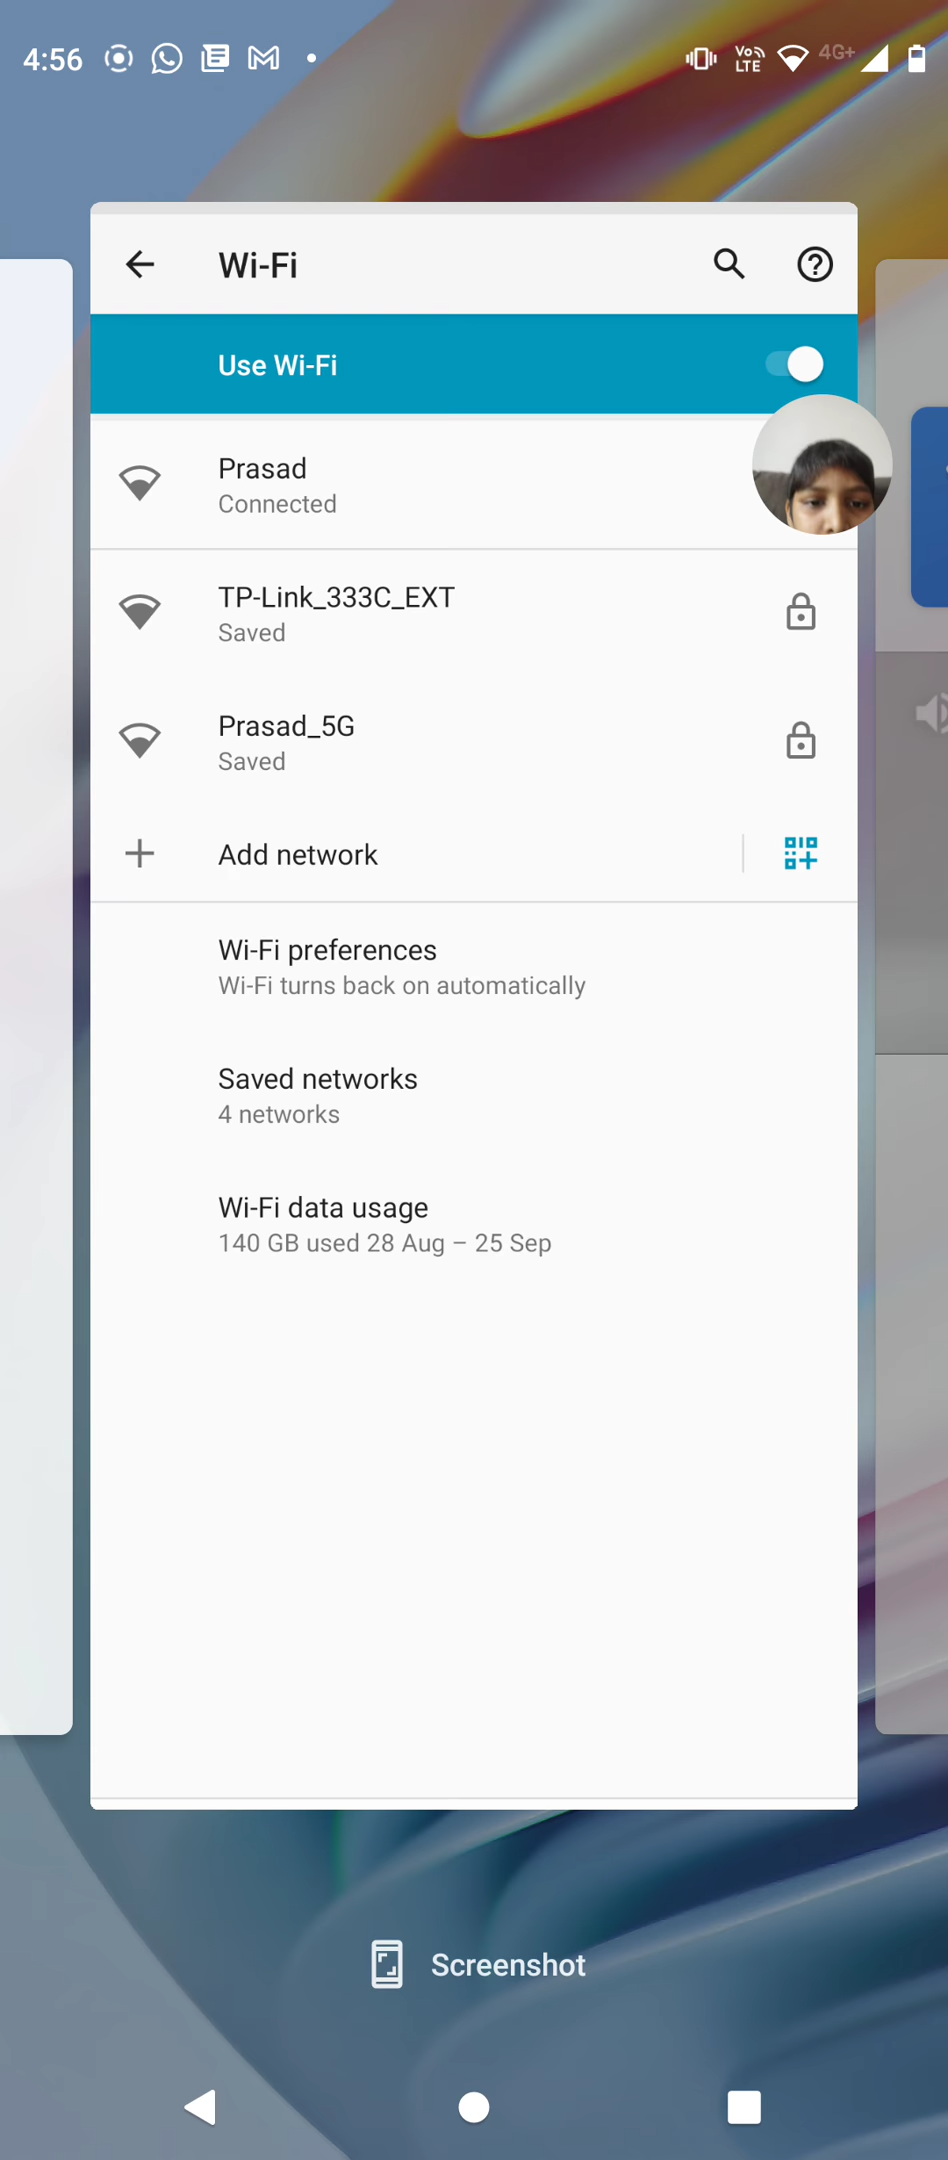 4:56
Vo))
LTE
4G+
Wi-Fi
Use Wi-Fi
Prasad
Connected
TP-Link_333C_EXT
Saved
Prasad_5G
Saved
Add network
Wi-Fi preferences
Wi-Fi turns back on automatically
Saved networks
4 networks
Wi-Fi data usage
140 GB used 28 Aug – 25 Sep
Screenshot